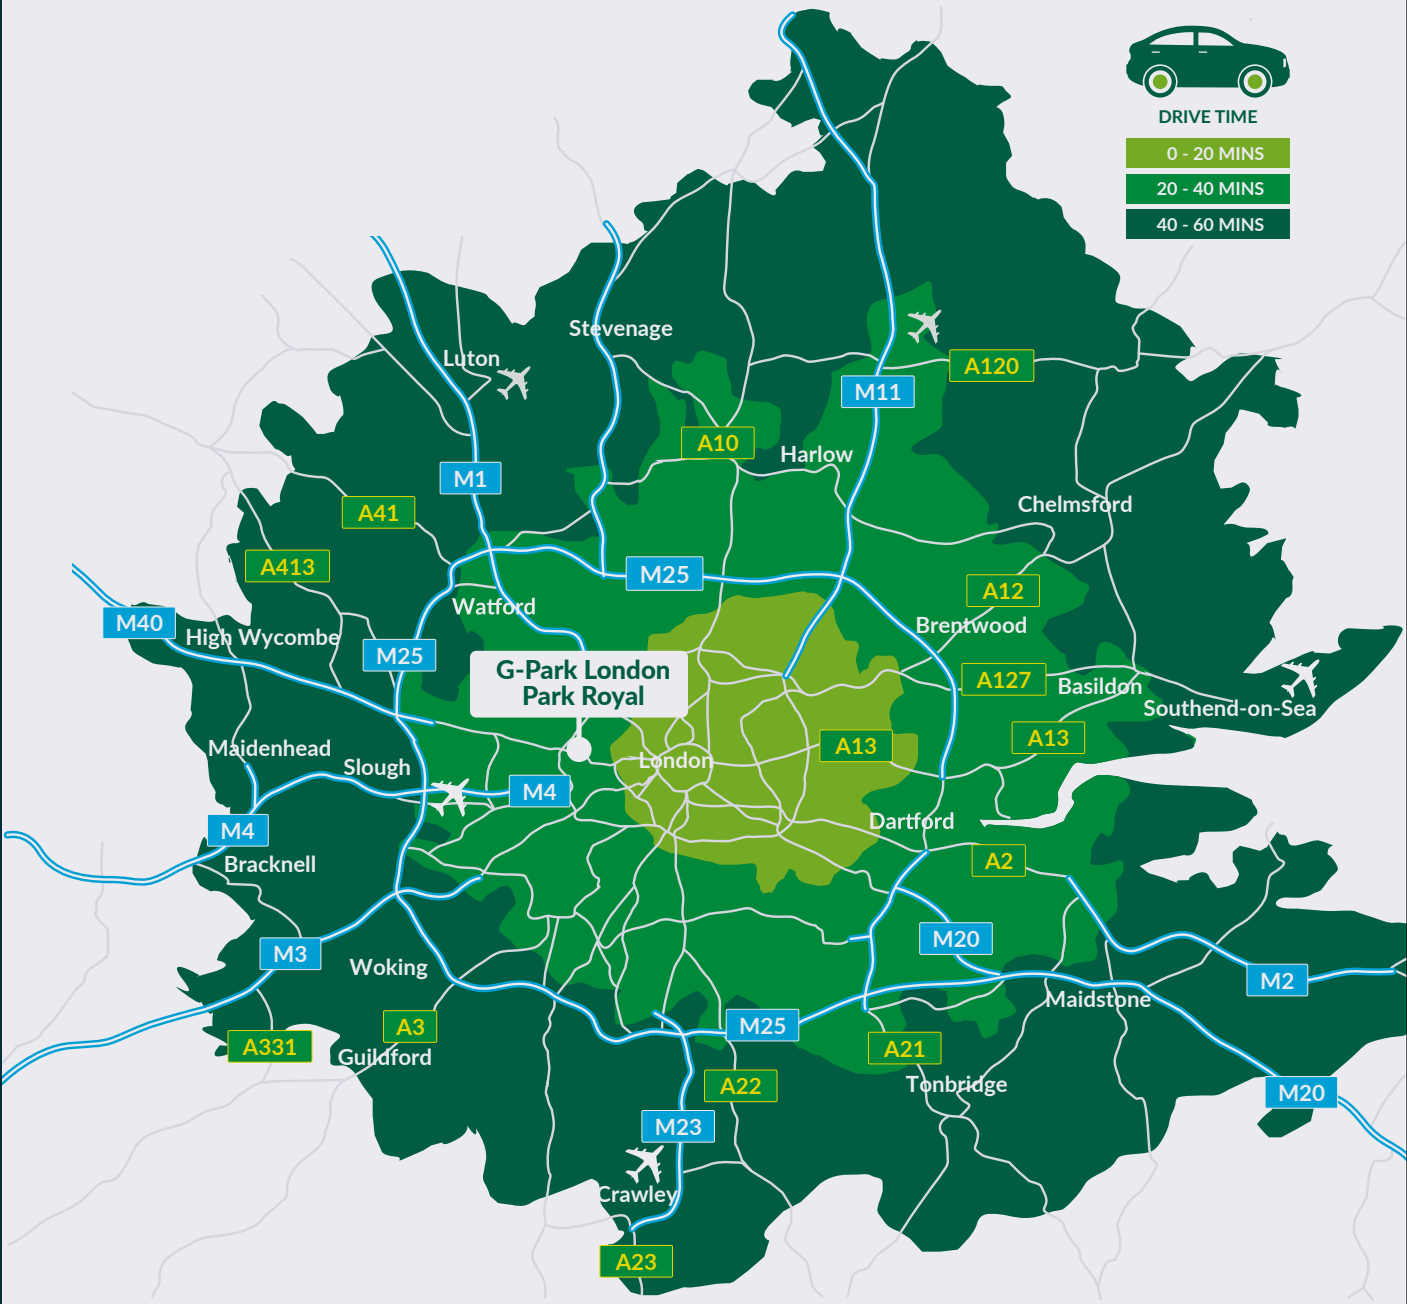 DRIVE TIME
0 - 20 MINS
20 - 40 MINS
40 - 60 MINS
Stevenage
Luton
A120
M11
A10
Harlow
M1
A41
Chelmsford
A413
M25
A12
Watford
M40
High Wycombe
Brentwood
M25
G-Park London
Park Royal
A127
Basildon
Southend-on-Sea
Maidenhead
Slough
London
A13
A13
M4
M4
Dartford
Bracknell
A2
M3
Woking
M20
M2
Maidstone
A3
M25
A331
Guildford
A21
A22
Tonbridge
M20
M23
Crawley
A23